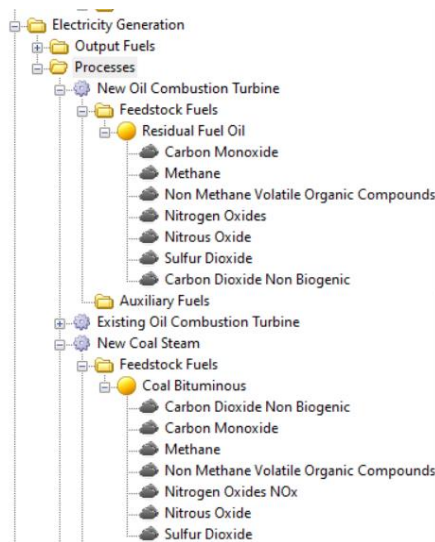 Electricity Generation
Output Fuels
Processes
New Oil Combustion Turbine
Feedstock Fuels
Residual Fuel Oil
Carbon Monoxide
Methane
Non Methane Volatile Organic Compounds
Nitrogen Oxides
Nitrous Oxide
Sulfur Dioxide
Carbon Dioxide Non Biogenic
Auxiliary Fuels
Existing Oil Combustion Turbine
New Coal Steam
Feedstock Fuels
Coal Bituminous
Carbon Dioxide Non Biogenic
Carbon Monoxide
Methane
Non Methane Volatile Organic Compounds
Nitrogen Oxides NOx
Nitrous Oxide
Sulfur Dioxide